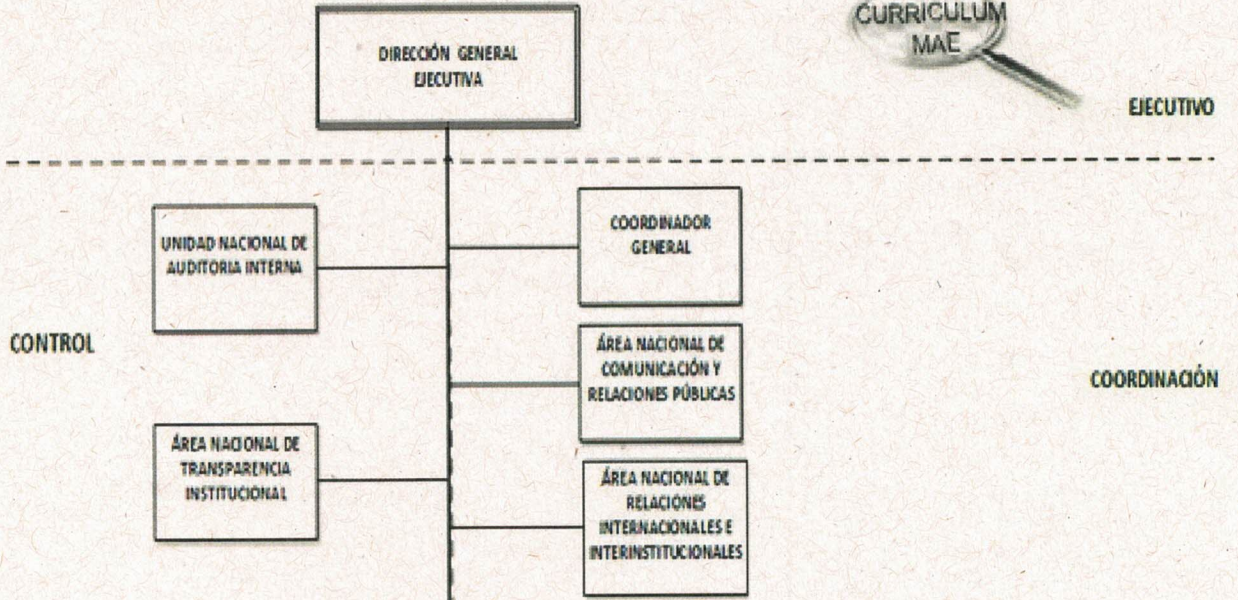 CURRICULUM
MAE
DIRECCIÓN GENERAL
EJECUTIVA
EJECUTIVO
UNIDAD NACIONAL DE
AUDITORIA INTERNA
COORDINADOR
GENERAL
CONTROL
ÁREA NACIONAL DE
COMUNICACIÓN Y
RELACIONES PÚBLICAS
COORDINACIÓN
ÁREA NACIONAL DE
TRANSPARENCIA
INSTITUCIONAL
ÁREA NACIONAL DE
RELACIONES
INTERNACIONALES E
INTERINSTITUCIONALES